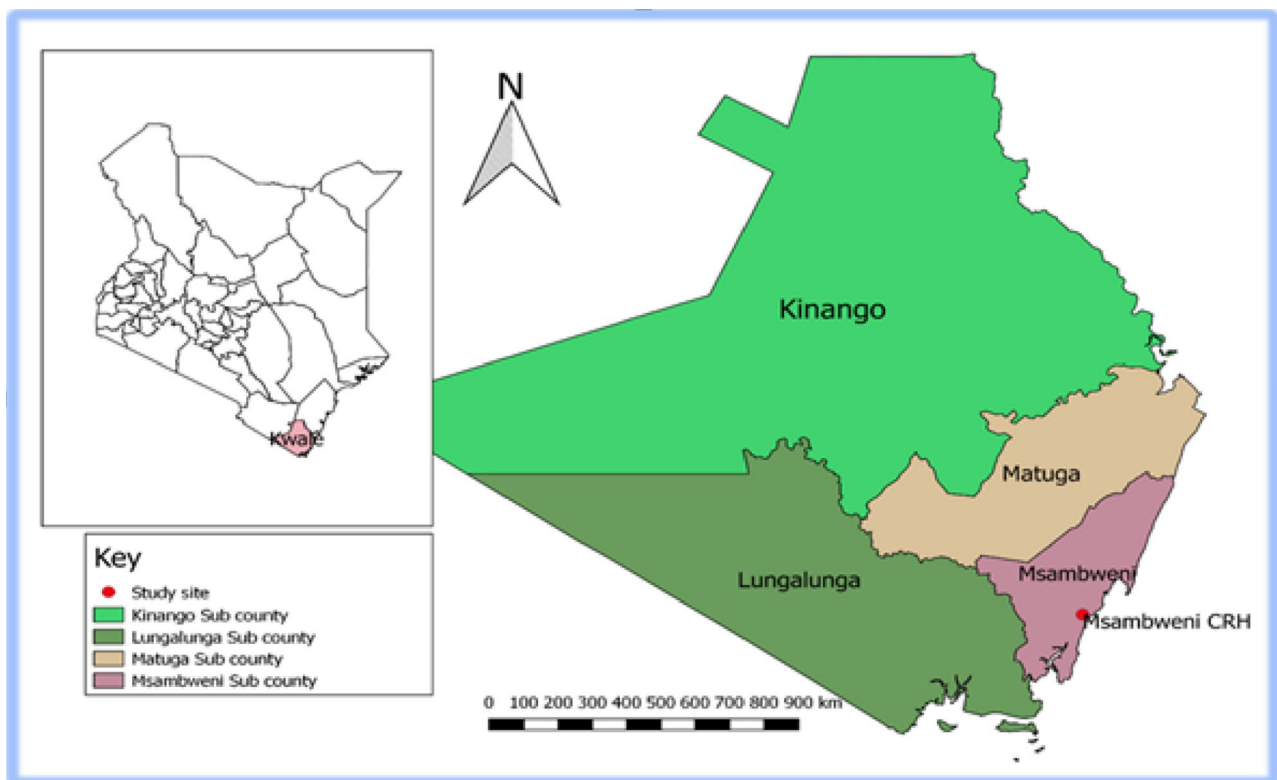 N
Kinango
Kwale
Matuga
Lungalunga
Msambweni
Msambweni CRH
Key
Study site
Kinango Sub county
Lungalunga Sub county
Matuga Sub county
Msambweni Sub county
0 100 200 300 400 500 600 700 800 900 km